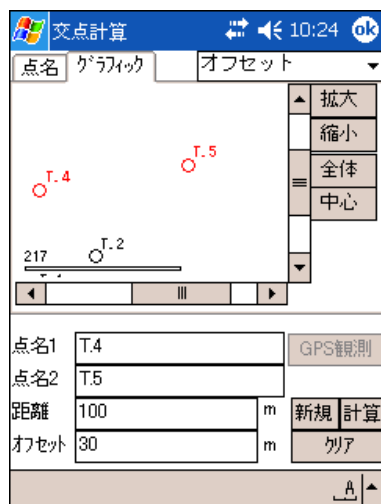 交点計算 10:24 ok
点名 ｸﾞﾗﾌｨｯｸ オフセット
拡大
縮小
全体
中心
T.5
T.4
T.2
217
点名1 T.4 GPS観測
点名2 T.5
距離 100 m 新規 計算
ｵﾌｾｯﾄ 30 m ｸﾘｱ
A